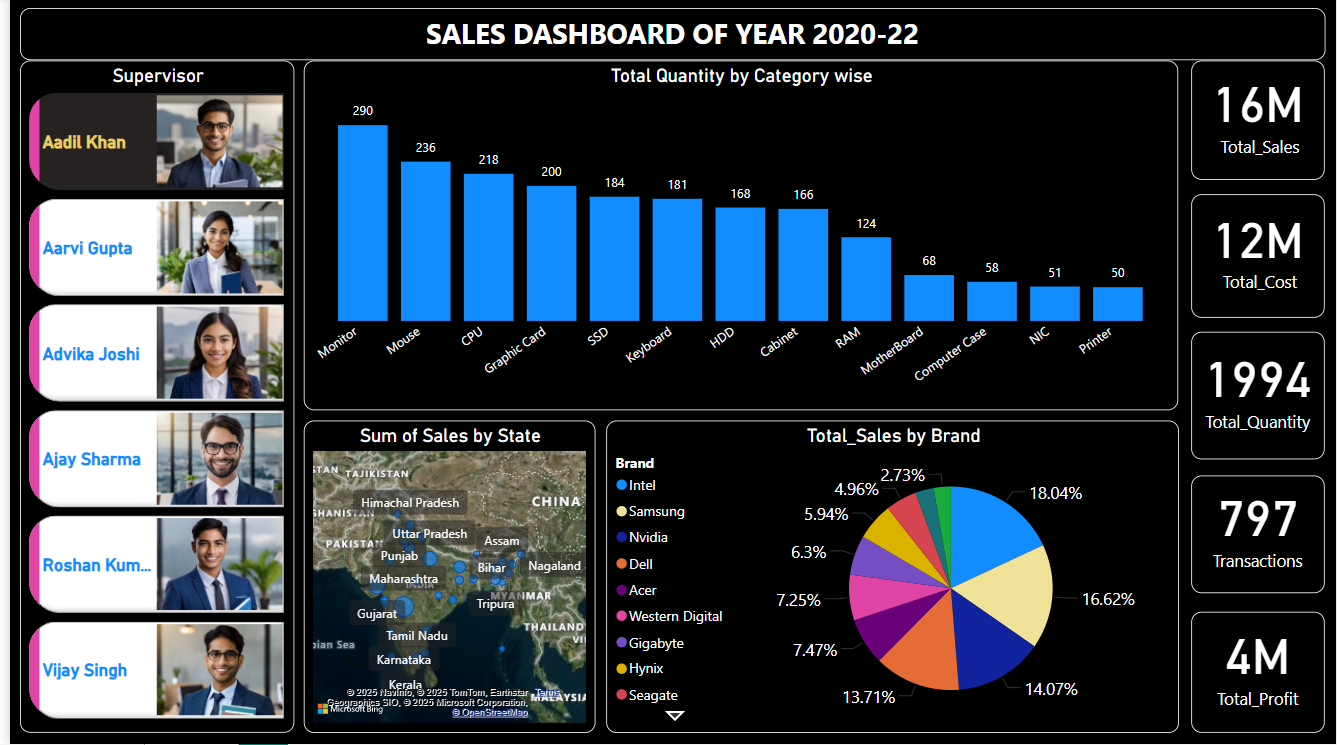 SALES DASHBOARD OF YEAR 2020-22
Supervisor
Aadil Khan
Aarvi Gupta
Advika Joshi
Ajay Sharma
Roshan Kum...
Vijay Singh
Total Quantity by Category wise
290
236
218
200
184
181
168
166
124
68
58
51
50
Monitor
Mouse
CPU
Graphic Card
SSD
Keyboard
HDD
Cabinet
RAM
MotherBoard
Computer Case
NIC
Printer
16M
Total_Sales
12M
Total_Cost
1994
Total_Quantity
797
Transactions
4M
Total_Profit
Sum of Sales by State
STAN
TAJIKISTAN
Himachal Pradesh
CHINA
GHANISTAN
Uttar Pradesh
PAKISTAN
Assam
Punjab
Bihar
Nagaland
Maharashtra
INDIA
MYANMAR
Tripura
Gujarat
THAILAND
Tamil Nadu
bian Sea
Karnataka
Kerala
MALAYSIA
© 2025 NavInfo, © 2025 TomTom, Earthstar
Geographics SIO, © 2025 Microsoft Corporation,
© OpenStreetMap
Terms
Microsoft Bing
Total_Sales by Brand
Brand
Intel
Samsung
Nvidia
Dell
Acer
Western Digital
Gigabyte
Hynix
Seagate
18.04%
16.62%
14.07%
13.71%
7.47%
7.25%
6.3%
5.94%
4.96%
2.73%